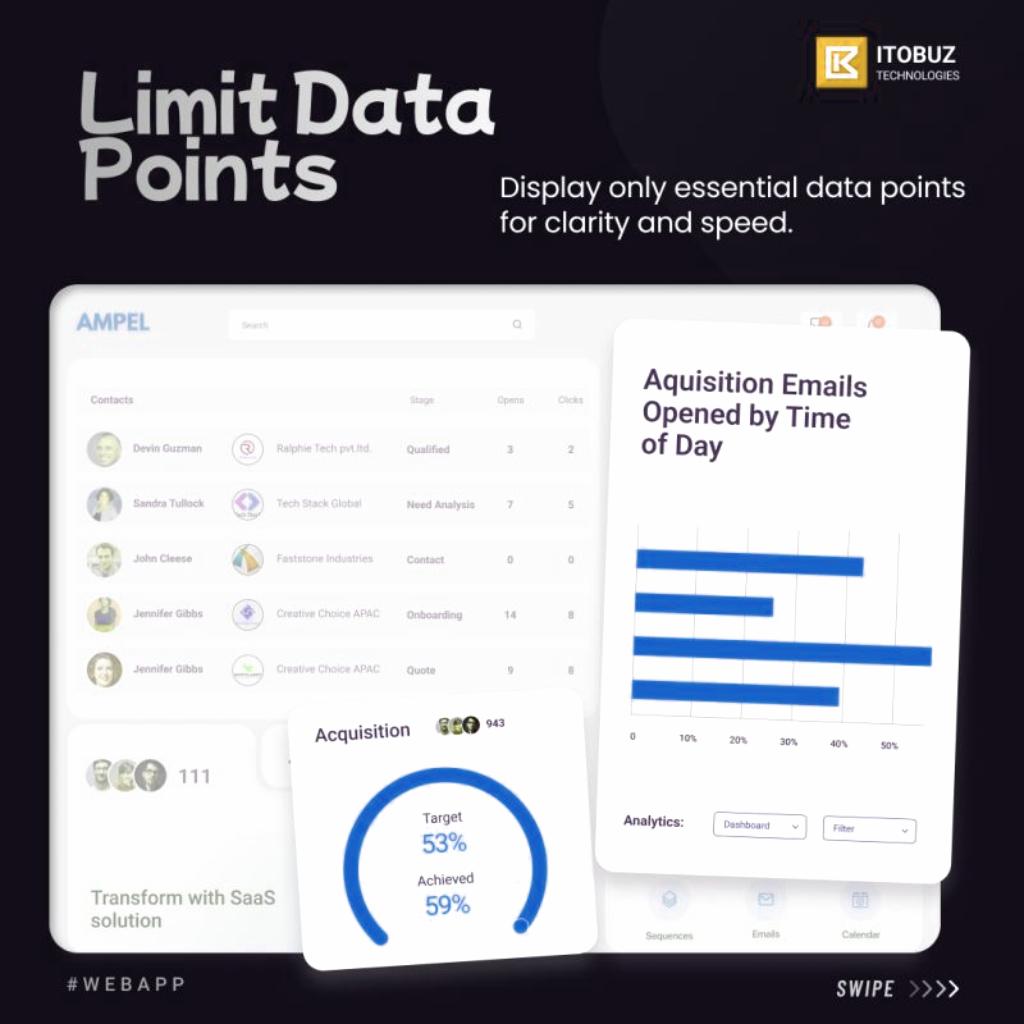 ITOBUZ
TECHNOLOGIES
Limit Data
Points
Display only essential data points
for clarity and speed.
AMPEL
Search
Contacts Stage Opens Clicks
Devin Guzman Ralphie Tech pvt.ltd. Qualified 3 2
Sandra Tullock Tech Stack Global Need Analysis 7 5
John Cleese Faststone Industries Contact 0 0
Jennifer Gibbs Creative Choice APAC Onboarding 14 8
Jennifer Gibbs Creative Choice APAC Quote 9 8
Aquisition Emails
Opened by Time
of Day
0 10% 20% 30% 40% 50%
Analytics: Dashboard Filter
111
Transform with SaaS
solution
Acquisition 943
Target
53%
Achieved
59%
Sequences Emails Calendar
#WEBAPP
SWIPE